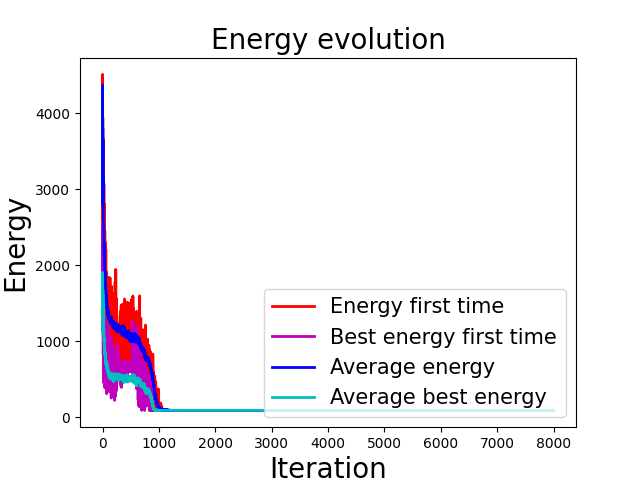 Energy evolution
Energy
4000
3000
2000
1000
0
Energy first time
Best energy first time
Average energy
Average best energy
0 1000 2000 3000 4000 5000 6000 7000 8000
Iteration